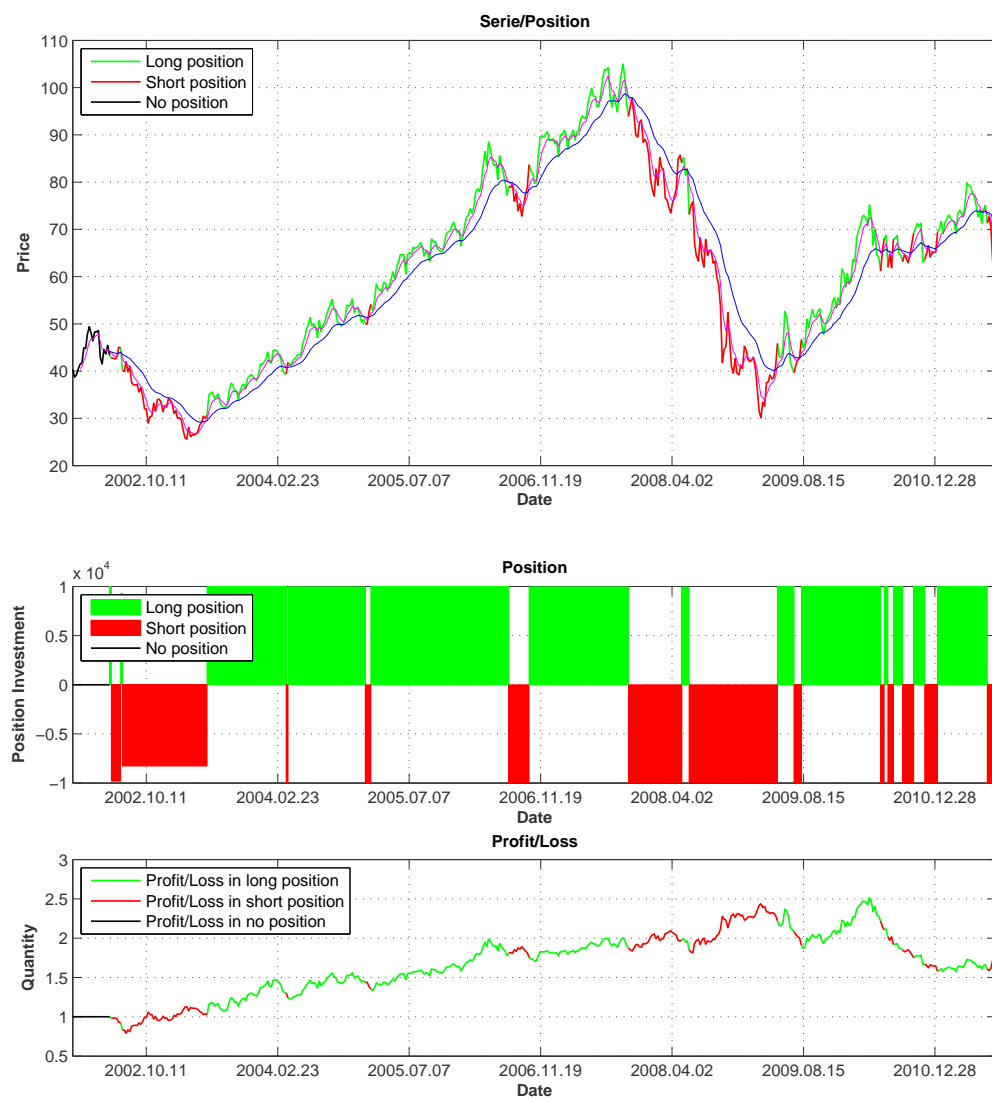 Serie/Position
110
100
90
80
70
60
50
40
30
20
Price
Long position
Short position
No position
2002.10.11 2004.02.23 2005.07.07 2006.11.19 2008.04.02 2009.08.15 2010.12.28
Date
x 10^4
Position
1
0.5
0
−0.5
−1
Position Investment
Long position
Short position
No position
2002.10.11 2004.02.23 2005.07.07 2006.11.19 2008.04.02 2009.08.15 2010.12.28
Date
Profit/Loss
3
2.5
2
1.5
1
0.5
Quantity
Profit/Loss in long position
Profit/Loss in short position
Profit/Loss in no position
2002.10.11 2004.02.23 2005.07.07 2006.11.19 2008.04.02 2009.08.15 2010.12.28
Date